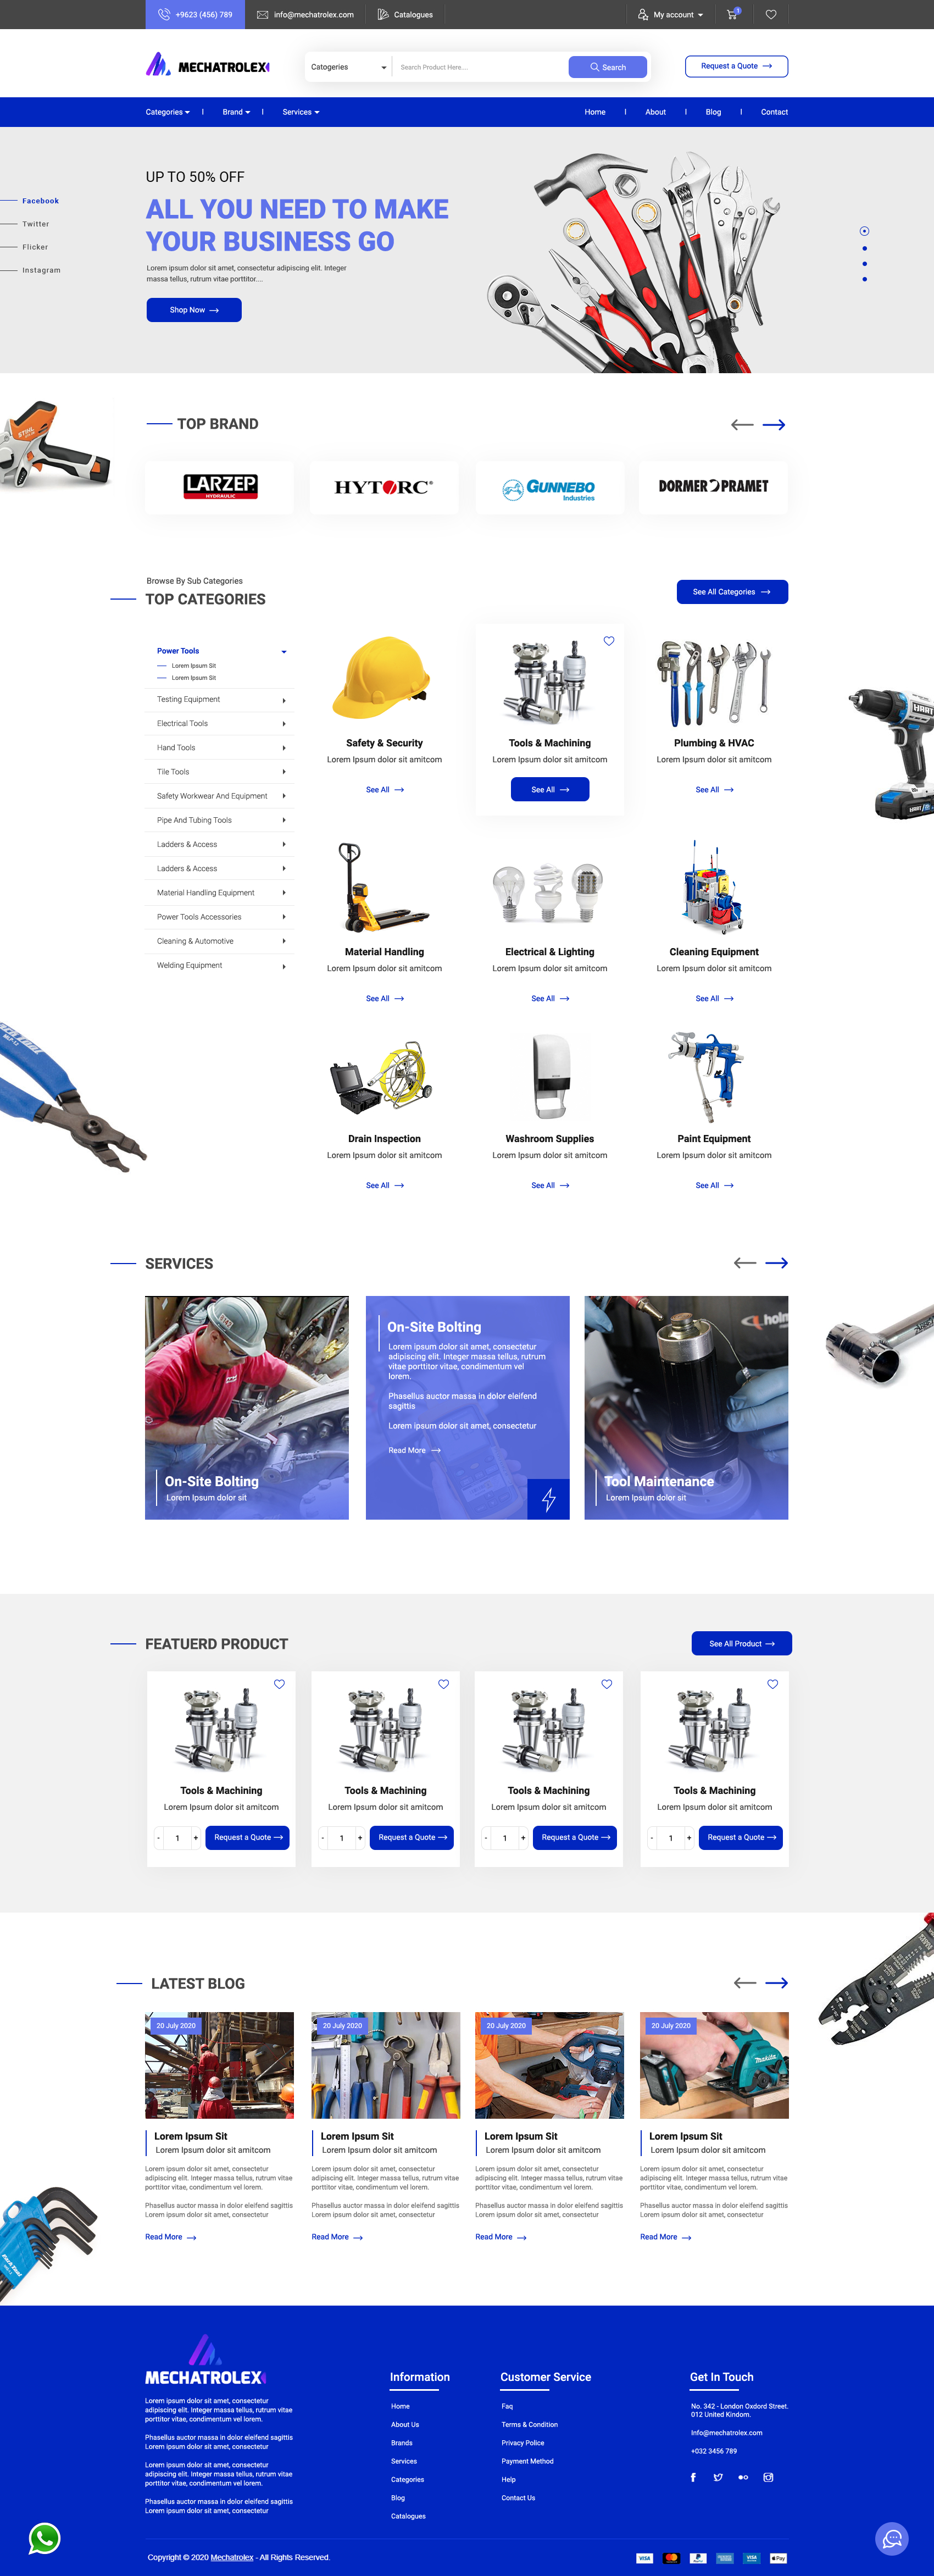 +9623 (456) 789
info@mechatrolex.com
Catalogues
My account
1
MECHATROLEX
Catogeries
Search Product Here....
Search
Request a Quote
Categories
Brand
Services
Home
About
Blog
Contact
Facebook
Twitter
Flicker
Instagram
UP TO 50% OFF
ALL YOU NEED TO MAKE
YOUR BUSINESS GO
Lorem ipsum dolor sit amet, consectetur adipiscing elit. Integer
massa tellus, rutrum vitae porttitor....
Shop Now
STIHL
TOP BRAND
LARZEP
HYDRAULIC
HYTORC
GUNNEBO
Industries
DORMER PRAMET
Browse By Sub Categories
TOP CATEGORIES
See All Categories
Power Tools
Lorem Ipsum Sit
Lorem Ipsum Sit
Testing Equipment
Electrical Tools
Hand Tools
Tile Tools
Safety Workwear And Equipment
Pipe And Tubing Tools
Ladders & Access
Ladders & Access
Material Handling Equipment
Power Tools Accessories
Cleaning & Automotive
Welding Equipment
Safety & Security
Lorem Ipsum Dolor sit amitcom
See All
Tools & Machining
Lorem Ipsum Dolor sit amitcom
See All
Plumbing & HVAC
Lorem Ipsum Dolor sit amitcom
See All
HART
HART
Material Handling
Lorem Ipsum Dolor sit amitcom
See All
Electrical & Lighting
Lorem Ipsum Dolor sit amitcom
See All
Cleaning Equipment
Lorem Ipsum Dolor sit amitcom
See All
Drain Inspection
Lorem Ipsum Dolor sit amitcom
See All
Washroom Supplies
Lorem Ipsum Dolor sit amitcom
See All
Paint Equipment
Lorem Ipsum Dolor sit amitcom
See All
SERVICES
On-Site Bolting
Lorem Ipsum dolor sit
On-Site Bolting
Lorem ipsum dolor sit amet, consectetur
adipiscing elit. Integer massa tellus, rutrum
vitae porttitor vitae, condimentum vel
lorem.
Phasellus auctor massa in dolor eleifend
sagittis
Lorem ipsum dolor sit amet, consectetur
Read More
holm
Tool Maintenance
Lorem Ipsum dolor sit
FEATUERD PRODUCT
See All Product
Tools & Machining
Lorem Ipsum Dolor sit amitcom
- 1 +
Request a Quote
Tools & Machining
Lorem Ipsum Dolor sit amitcom
- 1 +
Request a Quote
Tools & Machining
Lorem Ipsum Dolor sit amitcom
- 1 +
Request a Quote
Tools & Machining
Lorem Ipsum Dolor sit amitcom
- 1 +
Request a Quote
LATEST BLOG
20 July 2020
Lorem Ipsum Sit
Lorem Ipsum dolor sit amitcom
Lorem ipsum dolor sit amet, consectetur
adipiscing elit. Integer massa tellus, rutrum vitae
porttitor vitae, condimentum vel lorem.
Phasellus auctor massa in dolor eleifend sagittis
Lorem ipsum dolor sit amet, consectetur
Read More
20 July 2020
Lorem Ipsum Sit
Lorem Ipsum dolor sit amitcom
Lorem ipsum dolor sit amet, consectetur
adipiscing elit. Integer massa tellus, rutrum vitae
porttitor vitae, condimentum vel lorem.
Phasellus auctor massa in dolor eleifend sagittis
Lorem ipsum dolor sit amet, consectetur
Read More
20 July 2020
Lorem Ipsum Sit
Lorem Ipsum dolor sit amitcom
Lorem ipsum dolor sit amet, consectetur
adipiscing elit. Integer massa tellus, rutrum vitae
porttitor vitae, condimentum vel lorem.
Phasellus auctor massa in dolor eleifend sagittis
Lorem ipsum dolor sit amet, consectetur
Read More
20 July 2020
makita
Lorem Ipsum Sit
Lorem Ipsum dolor sit amitcom
Lorem ipsum dolor sit amet, consectetur
adipiscing elit. Integer massa tellus, rutrum vitae
porttitor vitae, condimentum vel lorem.
Phasellus auctor massa in dolor eleifend sagittis
Lorem ipsum dolor sit amet, consectetur
Read More
MECHATROLEX
Lorem ipsum dolor sit amet, consectetur
adipiscing elit. Integer massa tellus, rutrum vitae
porttitor vitae, condimentum vel lorem.
Phasellus auctor massa in dolor eleifend sagittis
Lorem ipsum dolor sit amet, consectetur
Lorem ipsum dolor sit amet, consectetur
adipiscing elit. Integer massa tellus, rutrum vitae
porttitor vitae, condimentum vel lorem.
Phasellus auctor massa in dolor eleifend sagittis
Lorem ipsum dolor sit amet, consectetur
Information
Home
About Us
Brands
Services
Categories
Blog
Catalogues
Customer Service
Faq
Terms & Condition
Privacy Police
Payment Method
Help
Contact Us
Get In Touch
No. 342 - London Oxdord Street.
012 United Kindom.
Info@mechatrolex.com
+032 3456 789
Copyright © 2020 Mechatrolex - All Rights Reserved.
VISA
PayPal
VISA
Pay